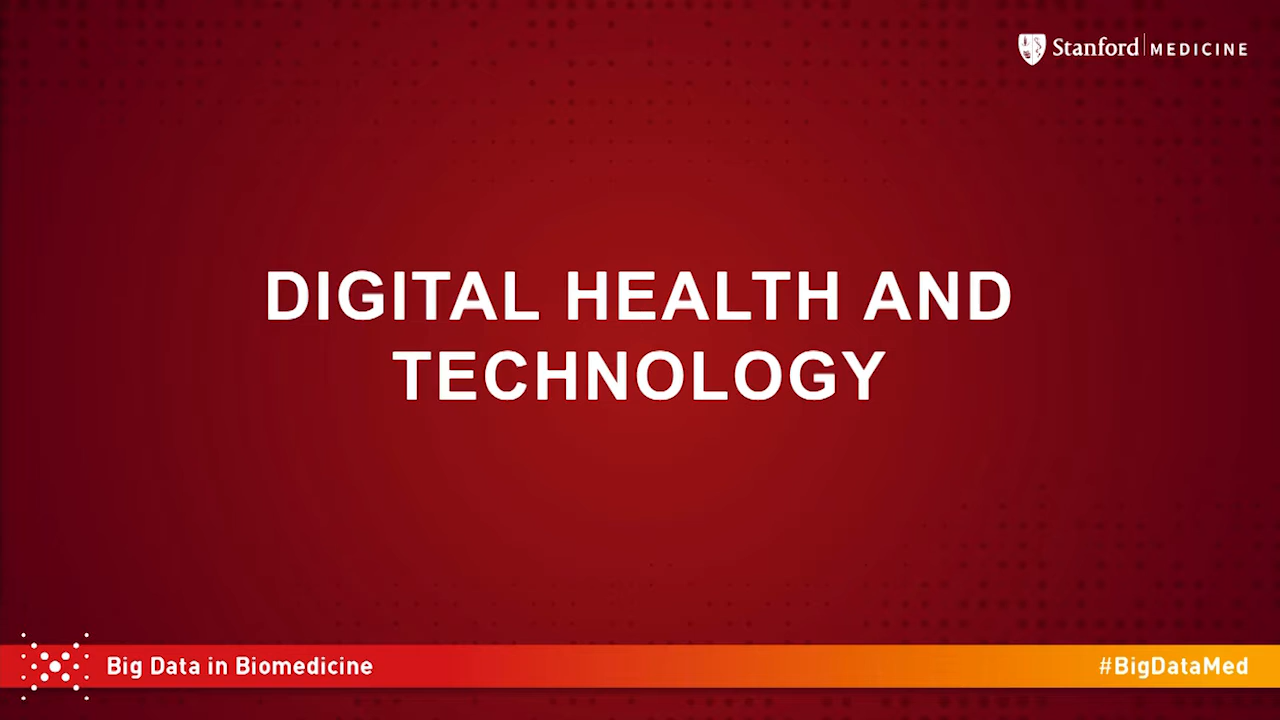 Stanford MEDICINE
DIGITAL HEALTH AND
TECHNOLOGY
Big Data in Biomedicine
#BigDataMed